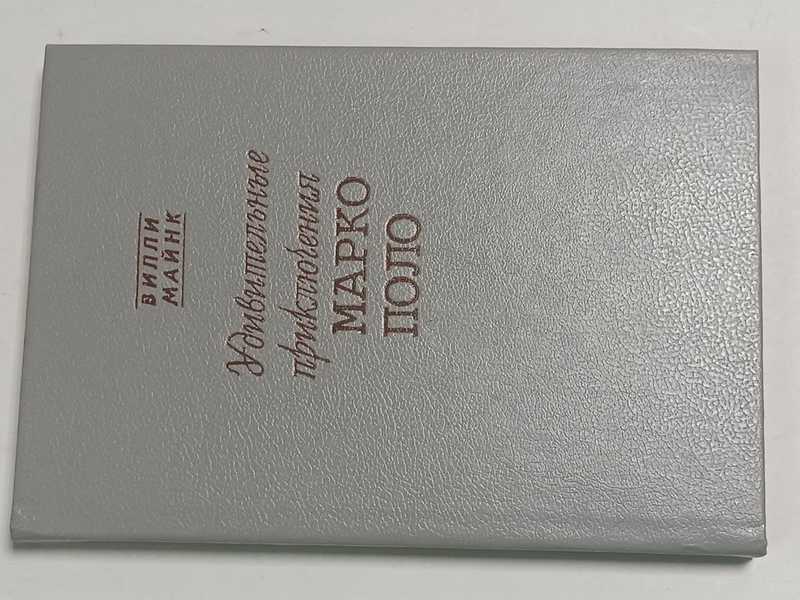 ВИЛЛИ
МАЙНК
Удивительные
приключения
МАРКО
ПОЛО